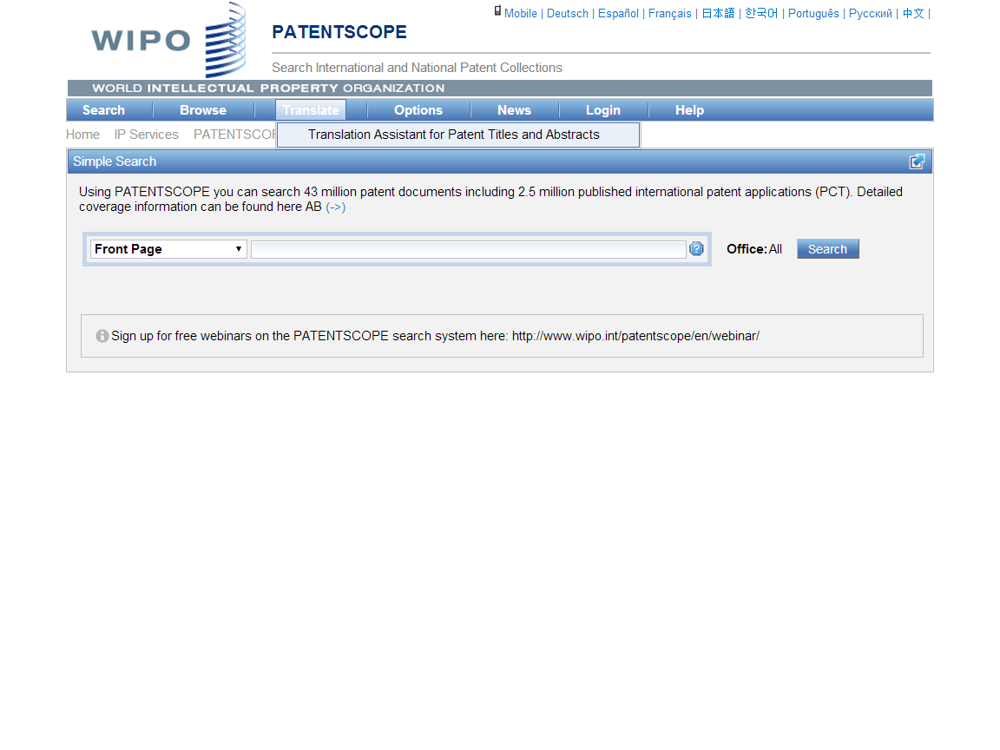 Mobile | Deutsch | Español | Français | 日本語 | 한국어 | Português | Русский | 中文 |
WIPO
PATENTSCOPE
Search International and National Patent Collections
WORLD INTELLECTUAL PROPERTY ORGANIZATION
Search Browse Translate Options News Login Help
Home IP Services Translation Assistant for Patent Titles and Abstracts
Simple Search
Using PATENTSCOPE you can search 43 million patent documents including 2.5 million published international patent applications (PCT). Detailed
coverage information can be found here AB (->)
Front Page ? Office:All Search
Sign up for free webinars on the PATENTSCOPE search system here: http://www.wipo.int/patentscope/en/webinar/